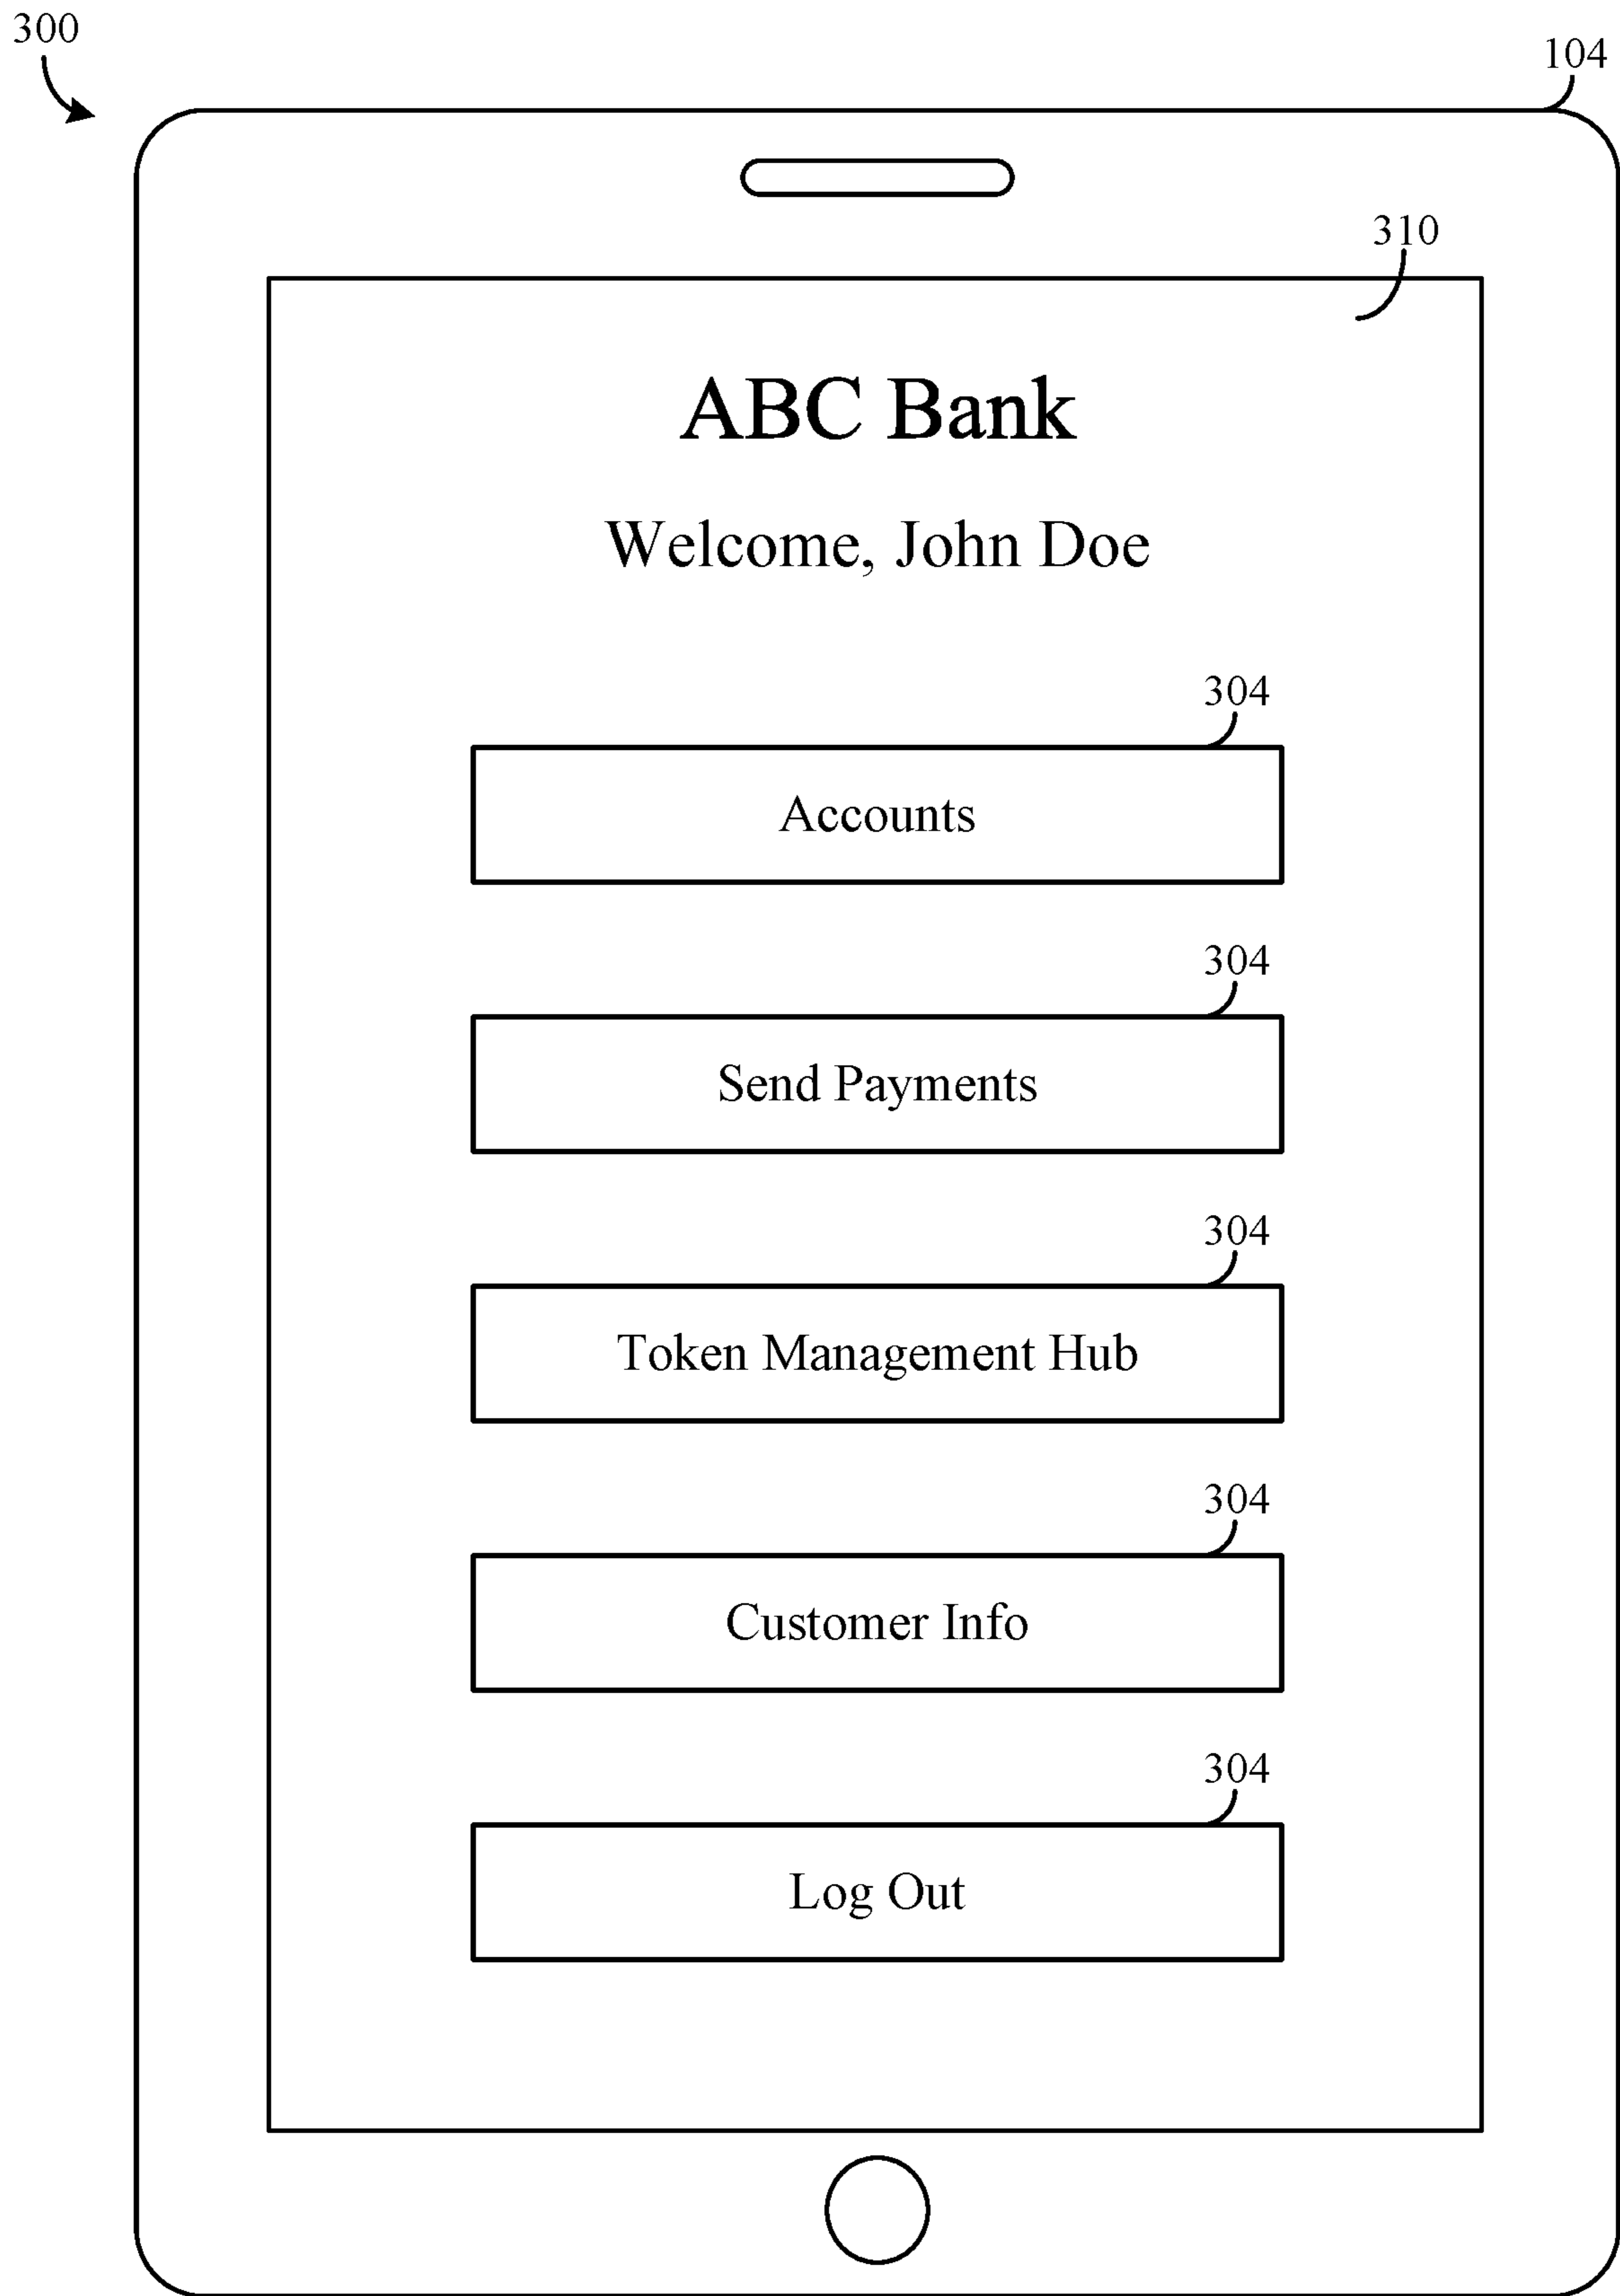 300
104
310
ABC Bank
Welcome, John Doe
304
Accounts
304
Send Payments
304
Token Management Hub
304
Customer Info
304
Log Out